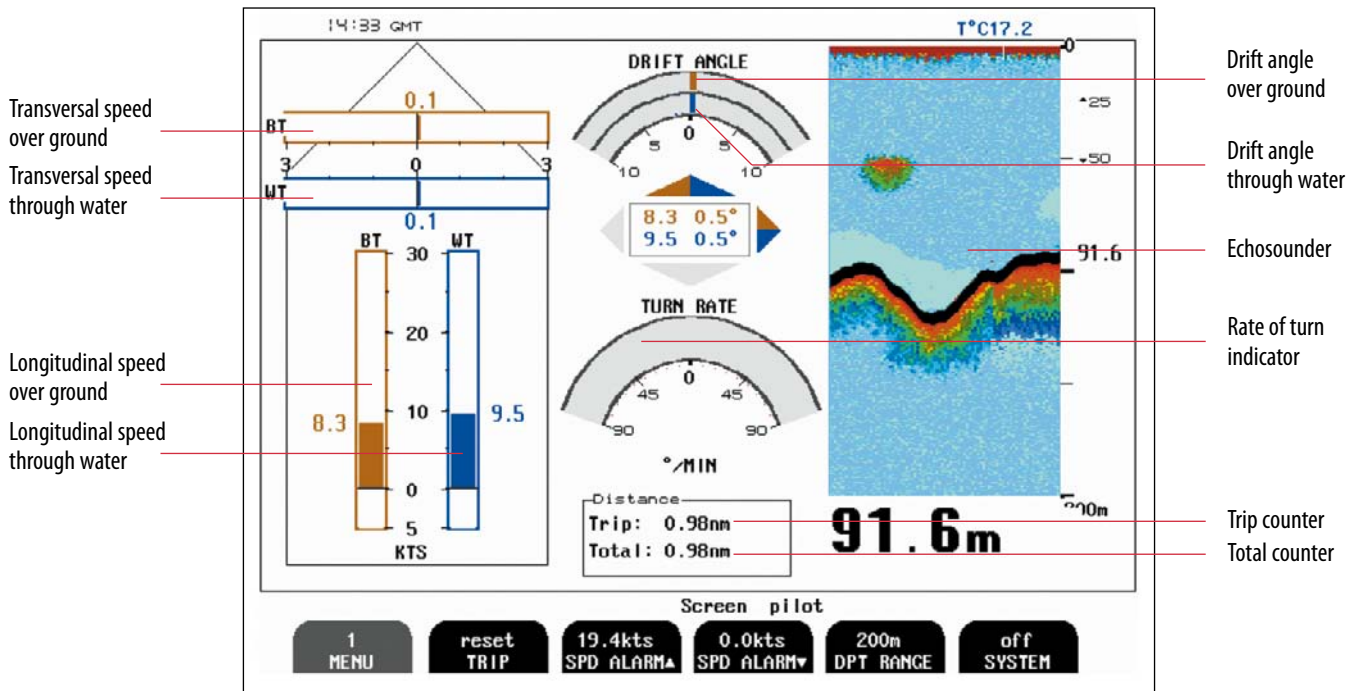 14:33 GMT
T°C17.2
Transversal speed
over ground
Transversal speed
through water
Longitudinal speed
over ground
Longitudinal speed
through water
0.1
BT
3 0 3
WT
0.1
BT WT
30
20
10
0
5
KTS
8.3
9.5
DRIFT ANGLE
10 5 0 5 10
8.3 0.5°
9.5 0.5°
TURN RATE
90 45 0 45 90
°/MIN
Distance
Trip: 0.98nm
Total: 0.98nm
0
25
50
91.6
200m
91.6m
Drift angle
over ground
Drift angle
through water
Echosounder
Rate of turn
indicator
Trip counter
Total counter
Screen pilot
1
MENU
reset
TRIP
19.4kts
SPD ALARM▲
0.0kts
SPD ALARM▼
200m
DPT RANGE
off
SYSTEM